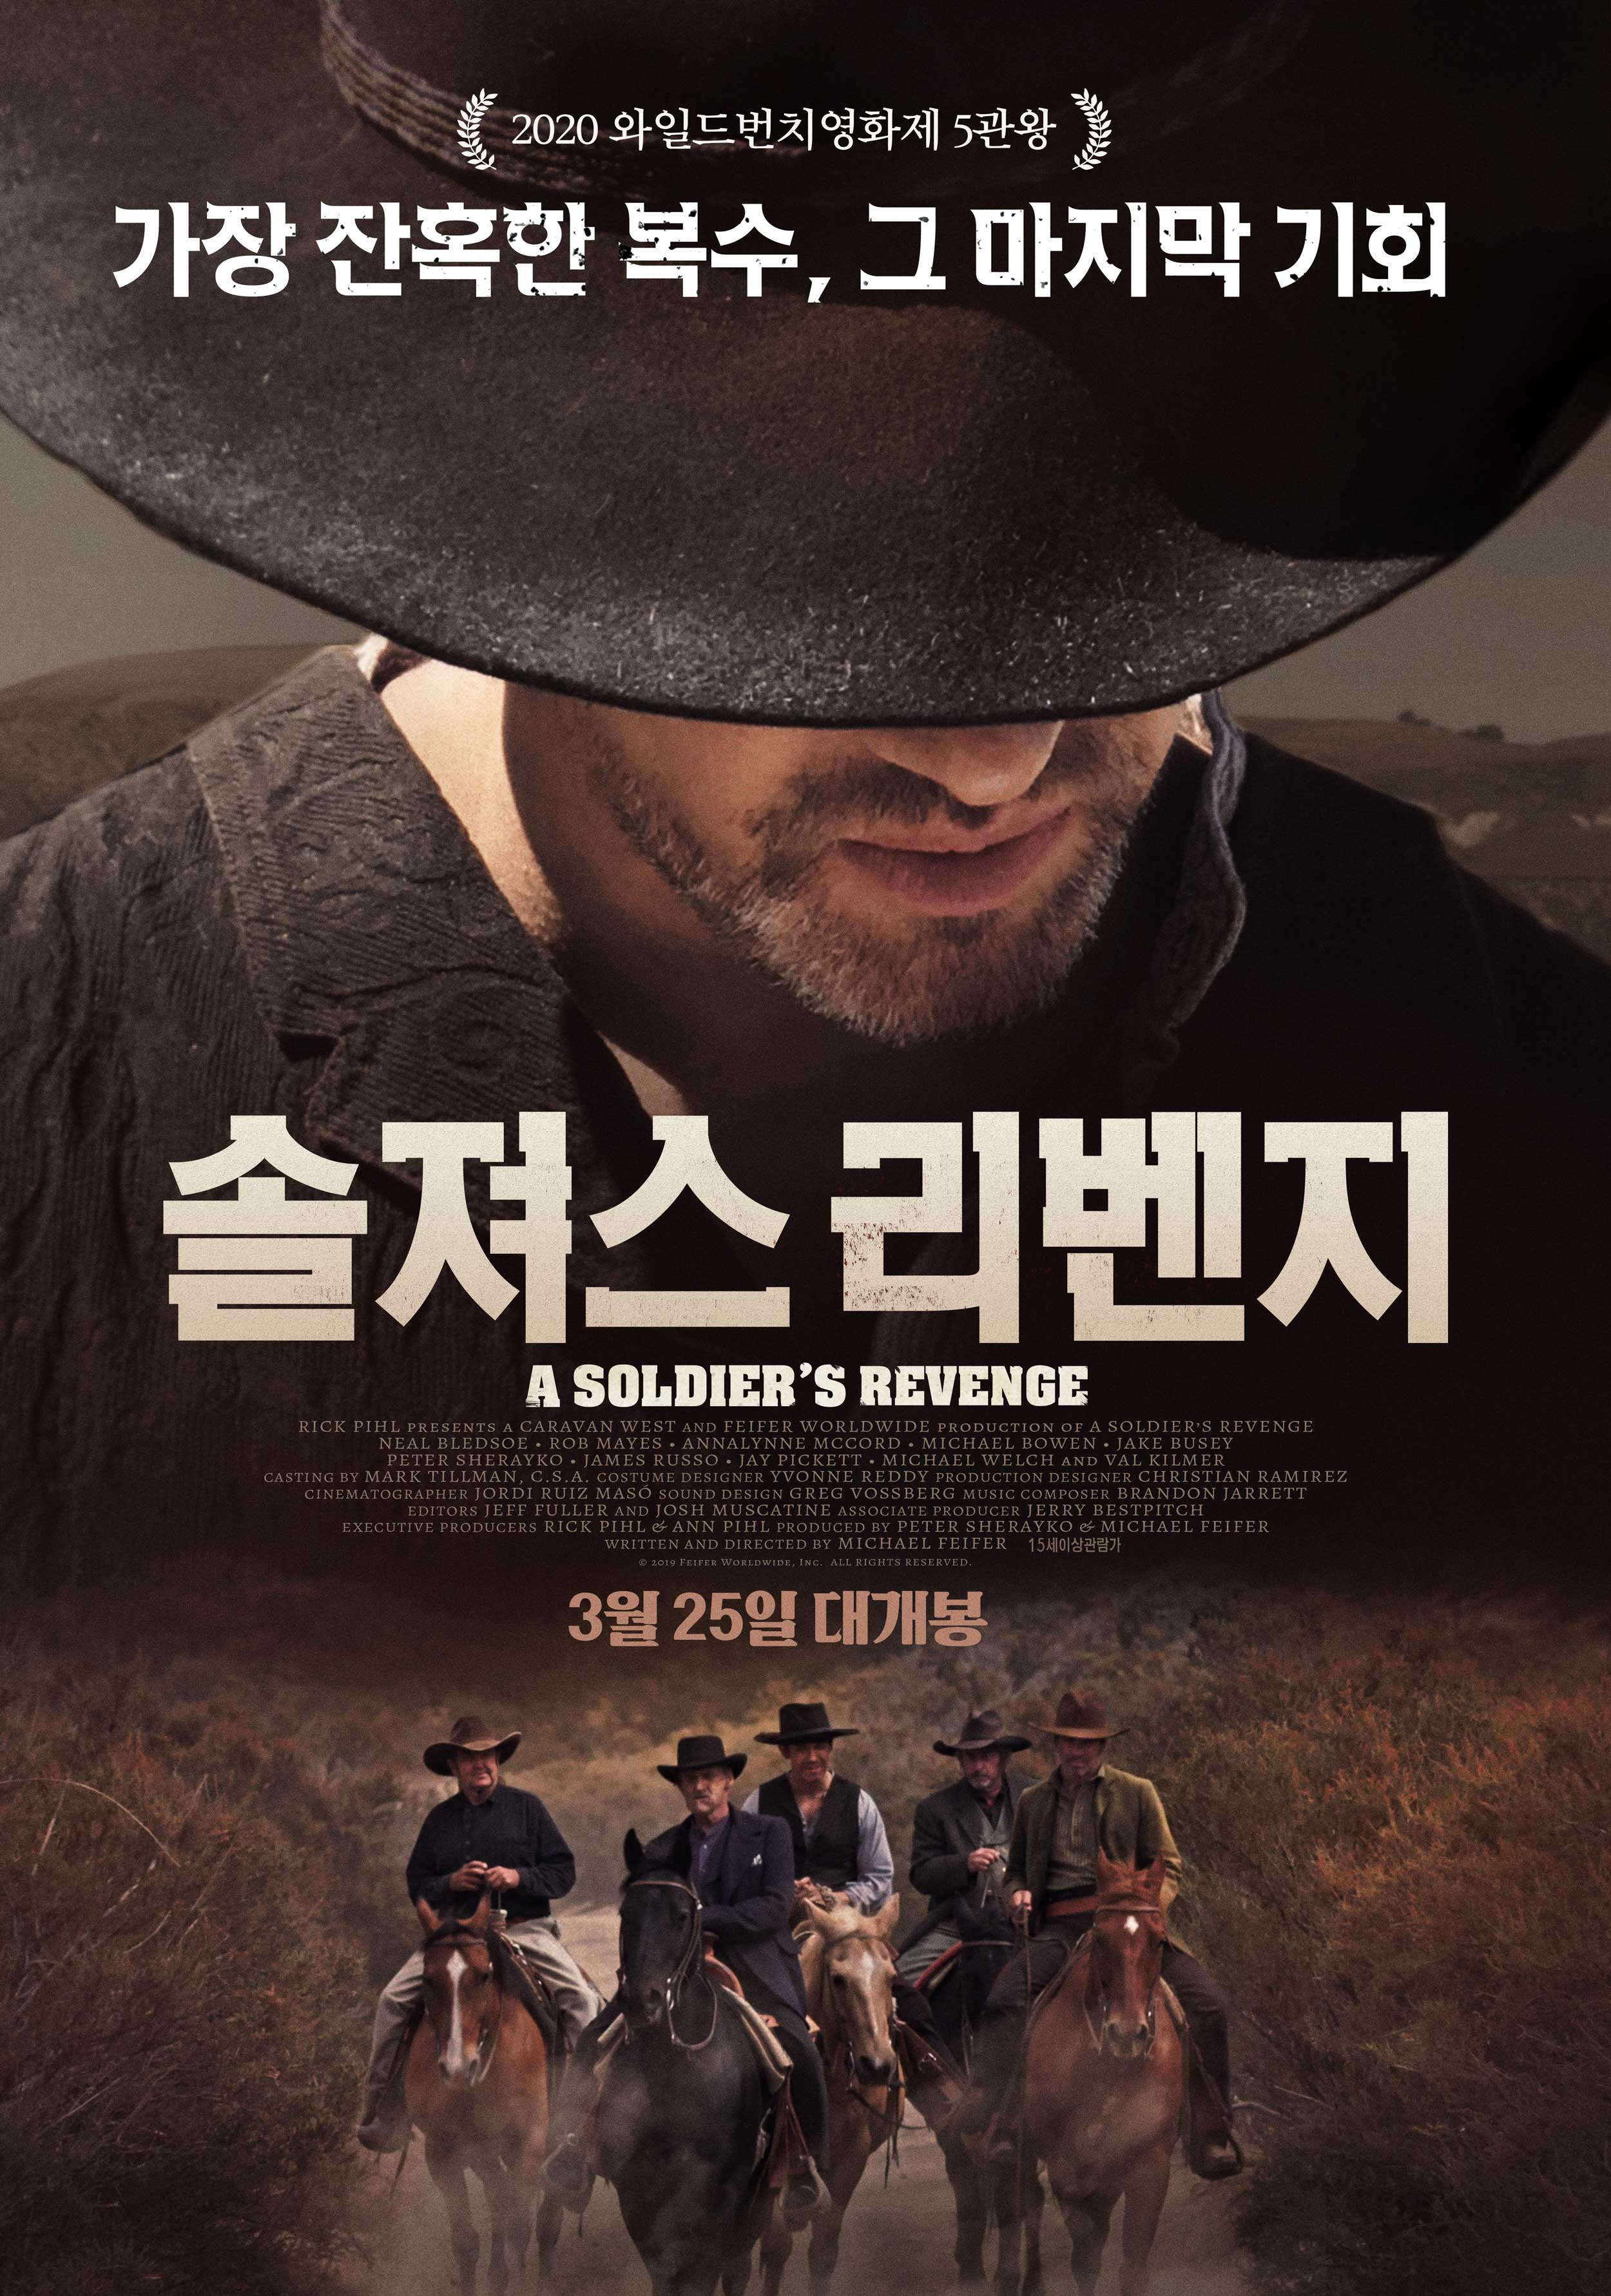 2020 와일드번치영화제 5관왕
가장 잔혹한 복수, 그 마지막 기회
솔져스 리벤지
A SOLDIER'S REVENGE
RICK PIHL PRESENTS A CARAVAN WEST AND FEIFER WORLDWIDE PRODUCTION OF A SOLDIER'S REVENGE
NEAL BLEDSOE • ROB MAYES • ANNALYNNE MCCORD • MICHAEL BOWEN • JAKE BUSEY
PETER SHERAYKO • JAMES RUSSO • JAY PICKETT • MICHAEL WELCH AND VAL KILMER
CASTING BY MARK TILLMAN, C.S.A. COSTUME DESIGNER YVONNE REDDY PRODUCTION DESIGNER CHRISTIAN RAMIREZ
CINEMATOGRAPHER JORDI RUIZ MASÓ SOUND DESIGN GREG VOSSBERG MUSIC COMPOSER BRANDON JARRETT
EDITORS JEFF FULLER AND JOSH MUSCATINE ASSOCIATE PRODUCER JERRY BESTPITCH
EXECUTIVE PRODUCERS RICK PIHL & ANN PIHL PRODUCED BY PETER SHERAYKO & MICHAEL FEIFER
WRITTEN AND DIRECTED BY MICHAEL FEIFER 15세이상관람가
© 2019 FEIFER WORLDWIDE, INC. ALL RIGHTS RESERVED.
3월 25일 대개봉